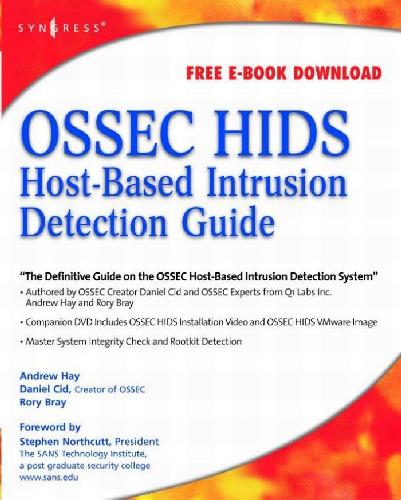 SYNGRESS®
FREE E-BOOK DOWNLOAD
OSSEC HIDS
Host-Based Intrusion
Detection Guide
“The Definitive Guide on the OSSEC Host-Based Intrusion Detection System”
• Authored by OSSEC Creator Daniel Cid and OSSEC Experts from Q1 Labs Inc.
Andrew Hay and Rory Bray
• Companion DVD Includes OSSEC HIDS Installation Video and OSSEC HIDS VMware Image
• Master System Integrity Check and Rootkit Detection
Andrew Hay
Daniel Cid, Creator of OSSEC
Rory Bray
Foreword by
Stephen Northcutt, President
The SANS Technology Institute,
a post graduate security college
www.sans.edu